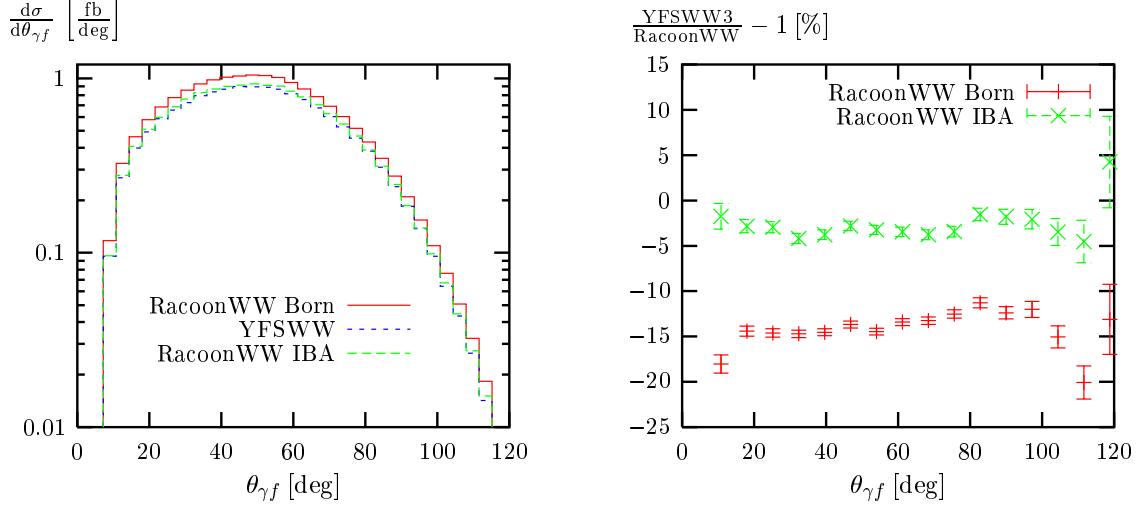 dσ/dθγf [fb/deg]
1
0.1
0.01
0 20 40 60 80 100 120
θγf [deg]
RacoonWW Born
YFSWW
RacoonWW IBA
YFSWW3/RacoonWW − 1 [%]
15
10
5
0
−5
−10
−15
−20
−25
0 20 40 60 80 100 120
θγf [deg]
RacoonWW Born
RacoonWW IBA